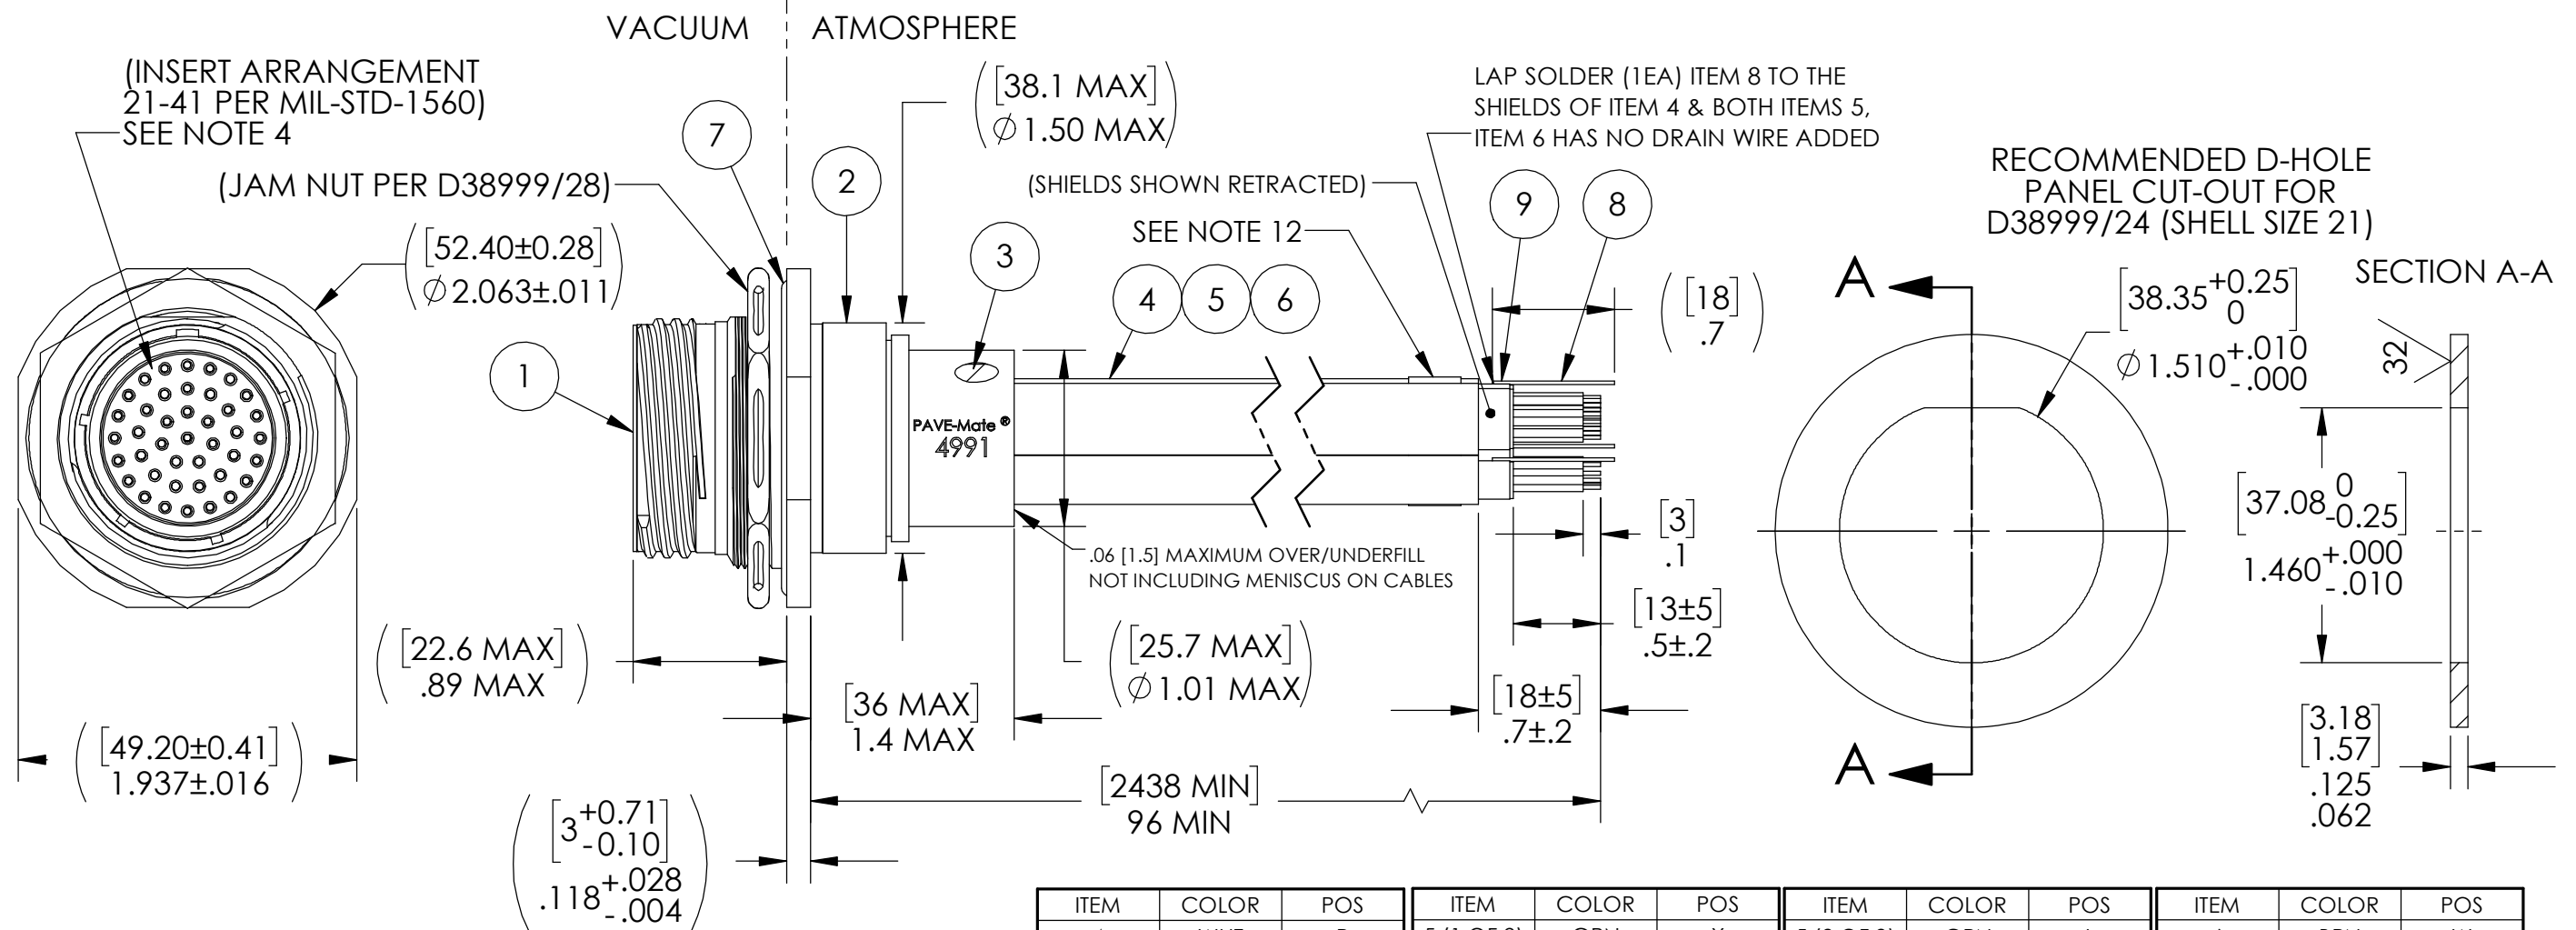 VACUUM
ATMOSPHERE
(INSERT ARRANGEMENT
21-41 PER MIL-STD-1560)
SEE NOTE 4
(JAM NUT PER D38999/28)
([52.40±0.28]
∅ 2.063±.011)
1
7
2
([38.1 MAX]
∅ 1.50 MAX)
3
LAP SOLDER (1EA) ITEM 8 TO THE
SHIELDS OF ITEM 4 & BOTH ITEMS 5,
ITEM 6 HAS NO DRAIN WIRE ADDED
(SHIELDS SHOWN RETRACTED)
SEE NOTE 12
4
5
6
9
8
([18]
.7)
RECOMMENDED D-HOLE
PANEL CUT-OUT FOR
D38999/24 (SHELL SIZE 21)
SECTION A-A
A
[38.35 +0.25
0]
∅ 1.510 +.010
-.000
32
PAVE-Mate ®
4991
.06 [1.5] MAXIMUM OVER/UNDERFILL
NOT INCLUDING MENISCUS ON CABLES
[3]
.1
[13±5]
.5±.2
[18±5]
.7±.2
[37.08 0
-0.25]
1.460 +.000
-.010
([22.6 MAX]
.89 MAX)
[36 MAX]
1.4 MAX
([25.7 MAX]
∅ 1.01 MAX)
([49.20±0.41]
1.937±.016)
[2438 MIN]
96 MIN
([3 +0.71
-0.10]
.118 +.028
-.004)
A
[3.18
1.57]
.125
.062
ITEM COLOR POS ITEM COLOR POS ITEM COLOR POS ITEM COLOR POS